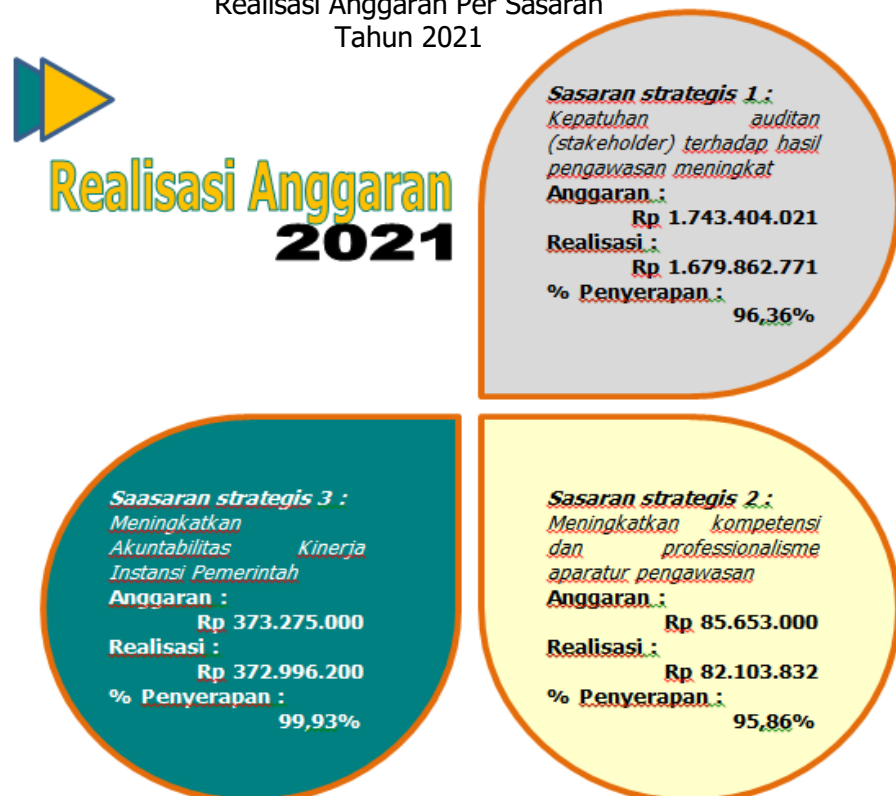 Realisasi Anggaran Per Sasaran
Tahun 2021
Realisasi Anggaran
2021
Sasaran strategis 1 :
Kepatuhan auditan
(stakeholder) terhadap hasil
pengawasan meningkat
Anggaran :
Rp 1.743.404.021
Realisasi :
Rp 1.679.862.771
% Penyerapan :
96,36%
Saasaran strategis 3 :
Meningkatkan
Akuntabilitas Kinerja
Instansi Pemerintah
Anggaran :
Rp 373.275.000
Realisasi :
Rp 372.996.200
% Penyerapan :
99,93%
Sasaran strategis 2 :
Meningkatkan kompetensi
dan professionalisme
aparatur pengawasan
Anggaran :
Rp 85.653.000
Realisasi :
Rp 82.103.832
% Penyerapan :
95,86%